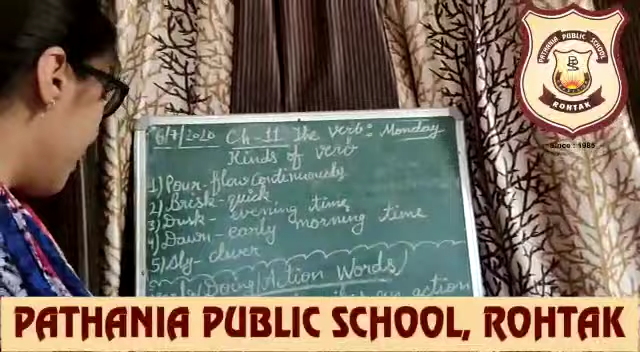 PATHANIA PUBLIC SCHOOL
ROHTAK
Since : 1985
6/7/2020 Ch-11 The Verb: Monday
Kinds of verb
1) Pour - flow continuously
2) Brisk - quick
3) Dusk - evening time
4) Dawn - early morning time
5) Sly - clever
Doing/Action Words)
action
PATHANIA PUBLIC SCHOOL, ROHTAK